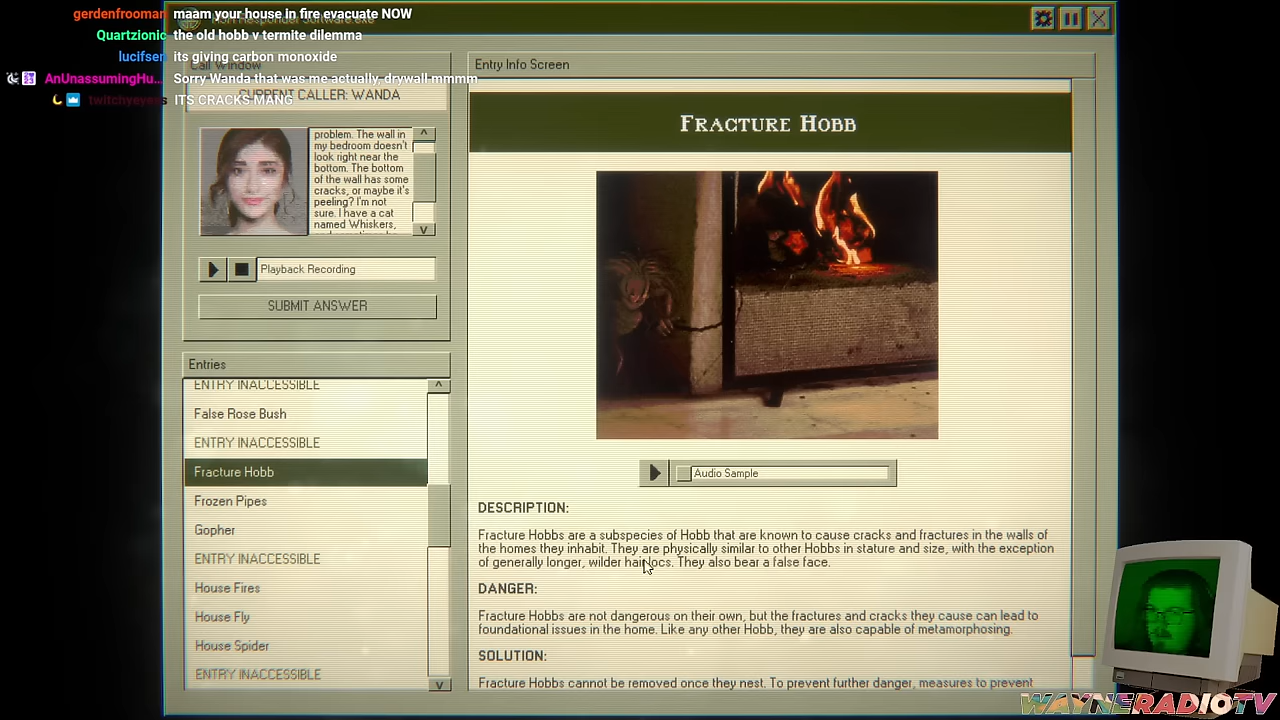 gerdenfrooman maam your house in fire evacuate NOW
Quartzionic the old hobb v termite dilemma
lucifser its giving carbon monoxide
AnUnassumingHu... Sorry Wanda that was me actually, drywall mmmm
ITS CRACKS MANG
Call Window
CURRENT CALLER: WANDA
problem. The wall in
my bedroom doesn't
look right near the
bottom. The bottom
of the wall has some
cracks, or maybe it's
peeling? I'm not
sure. I have a cat
named Whiskers,
Playback Recording
SUBMIT ANSWER
Entries
ENTRY INACCESSIBLE
False Rose Bush
ENTRY INACCESSIBLE
Fracture Hobb
Frozen Pipes
Gopher
ENTRY INACCESSIBLE
House Fires
House Fly
House Spider
ENTRY INACCESSIBLE
Entry Info Screen
FRACTURE HOBB
Audio Sample
DESCRIPTION:
Fracture Hobbs are a subspecies of Hobb that are known to cause cracks and fractures in the walls of
the homes they inhabit. They are physically similar to other Hobbs in stature and size, with the exception
of generally longer, wilder hair locs. They also bear a false face.
DANGER:
Fracture Hobbs are not dangerous on their own, but the fractures and cracks they cause can lead to
foundational issues in the home. Like any other Hobb, they are also capable of metamorphosing.
SOLUTION:
Fracture Hobbs cannot be removed once they nest. To prevent further danger, measures to prevent
WAYNERADIOTV